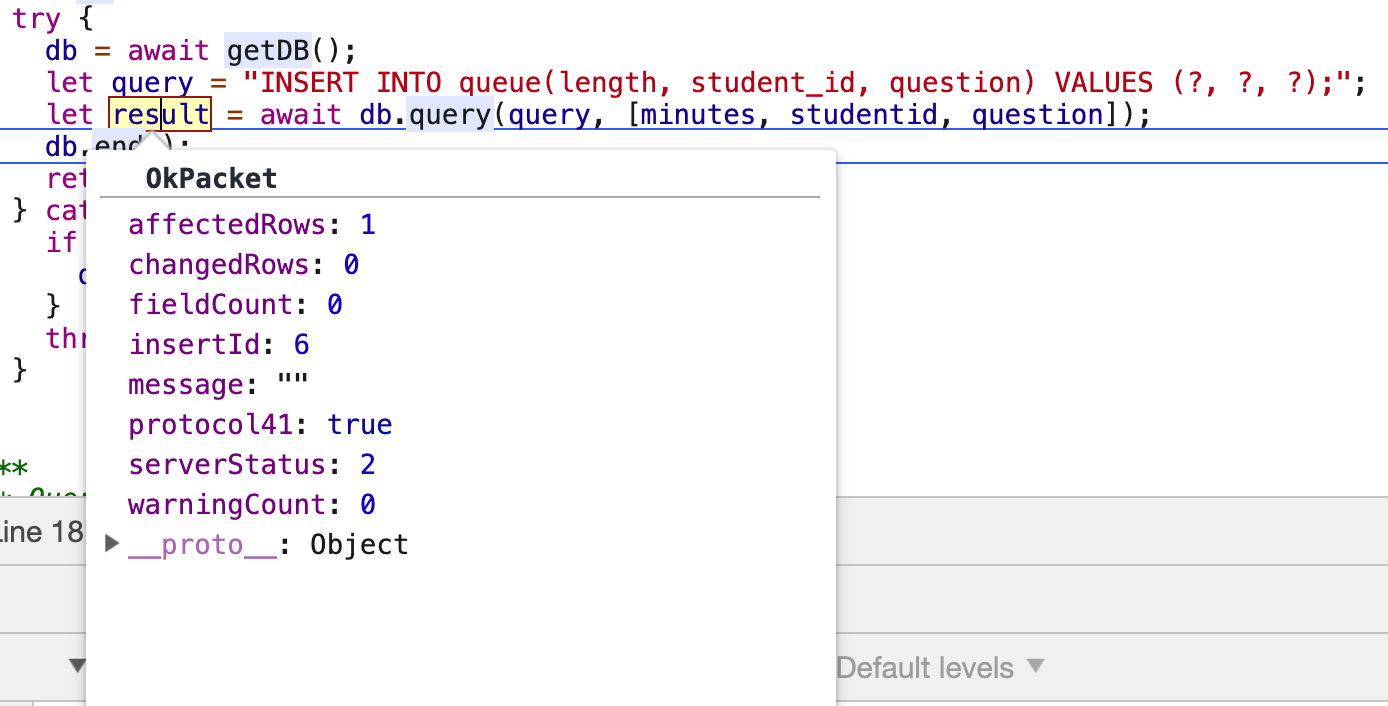 try {
db = await getDB();
let query = "INSERT INTO queue(length, student_id, question) VALUES (?, ?, ?);";
let result = await db.query(query, [minutes, studentid, question]);
db.end();
ret
} cat
if
}
thr
}
**
OkPacket
affectedRows: 1
changedRows: 0
fieldCount: 0
insertId: 6
message: ""
protocol41: true
serverStatus: 2
warningCount: 0
▶ __proto__: Object
Line 18
Default levels ▼